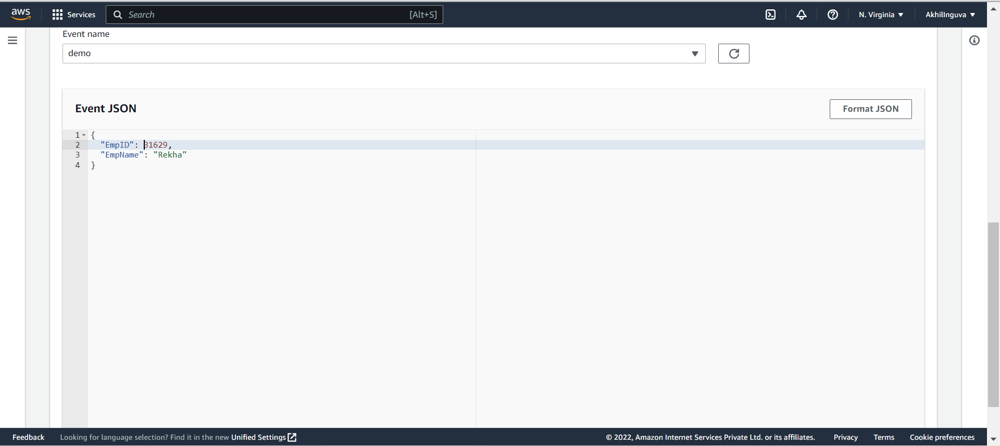 aws Services Search [Alt+S] N. Virginia AkhilInguva
Event name
demo
Event JSON
Format JSON
1 {
2 "EmpID": 31629,
3 "EmpName": "Rekha"
4 }
Feedback Looking for language selection? Find it in the new Unified Settings © 2022, Amazon Internet Services Private Ltd. or its affiliates. Privacy Terms Cookie preferences